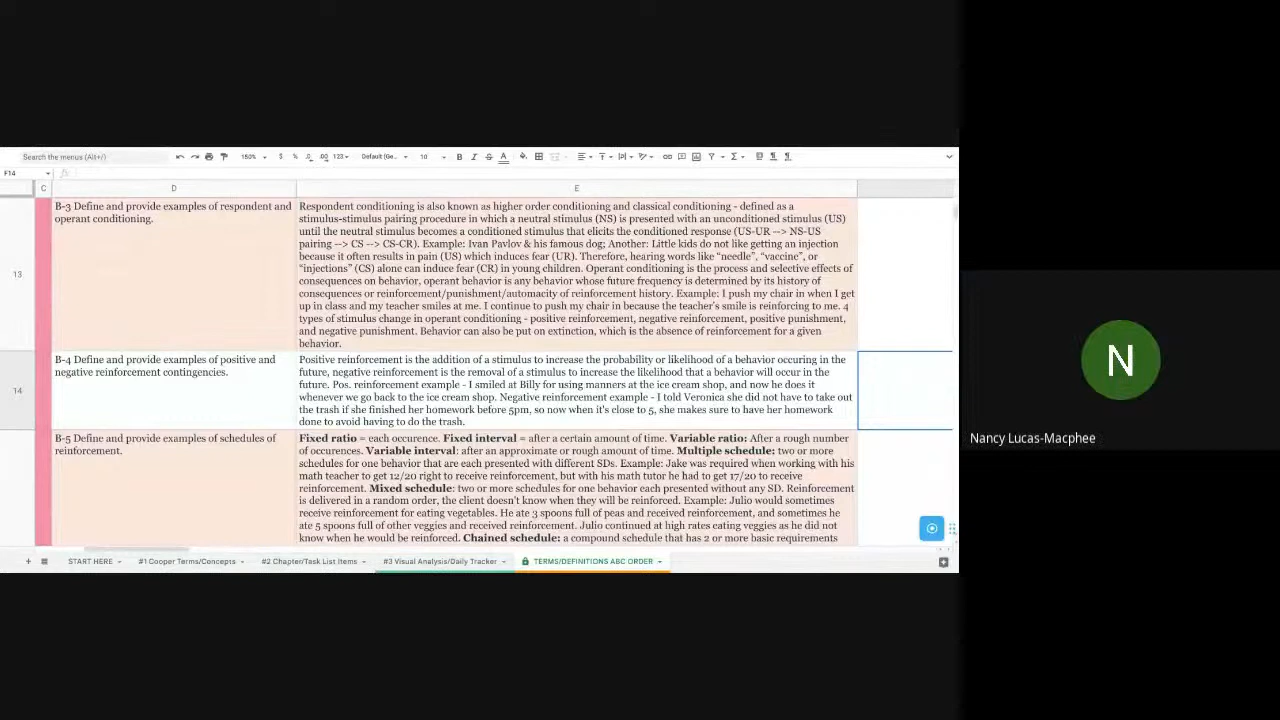 Search the menus (Alt+/)
150%
$
%
.0
.00
123
Default (Ge...
10
B
I
S
A
F14
fx
C
D
E
13
B-3 Define and provide examples of respondent and
operant conditioning.
Respondent conditioning is also known as higher order conditioning and classical conditioning - defined as a
stimulus-stimulus pairing procedure in which a neutral stimulus (NS) is presented with an unconditioned stimulus (US)
until the neutral stimulus becomes a conditioned stimulus that elicits the conditioned response (US-UR --> NS-US
pairing --> CS --> CS-CR). Example: Ivan Pavlov & his famous dog; Another: Little kids do not like getting an injection
because it often results in pain (US) which induces fear (UR). Therefore, hearing words like “needle”, “vaccine”, or
“injections” (CS) alone can induce fear (CR) in young children. Operant conditioning is the process and selective effects of
consequences on behavior, operant behavior is any behavior whose future frequency is determined by its history of
consequences or reinforcement/punishment/automacity of reinforcement history. Example: I push my chair in when I get
up in class and my teacher smiles at me. I continue to push my chair in because the teacher's smile is reinforcing to me. 4
types of stimulus change in operant conditioning - positive reinforcement, negative reinforcement, positive punishment,
and negative punishment. Behavior can also be put on extinction, which is the absence of reinforcement for a given
behavior.
14
B-4 Define and provide examples of positive and
negative reinforcement contingencies.
Positive reinforcement is the addition of a stimulus to increase the probability or likelihood of a behavior occuring in the
future, negative reinforcement is the removal of a stimulus to increase the likelihood that a behavior will occur in the
future. Pos. reinforcement example - I smiled at Billy for using manners at the ice cream shop, and now he does it
whenever we go back to the ice cream shop. Negative reinforcement example - I told Veronica she did not have to take out
the trash if she finished her homework before 5pm, so now when it's close to 5, she makes sure to have her homework
done to avoid having to do the trash.
B-5 Define and provide examples of schedules of
reinforcement.
Fixed ratio = each occurence. Fixed interval = after a certain amount of time. Variable ratio: After a rough number
of occurences. Variable interval: after an approximate or rough amount of time. Multiple schedule: two or more
schedules for one behavior that are each presented with different SDs. Example: Jake was required when working with his
math teacher to get 12/20 right to receive reinforcement, but with his math tutor he had to get 17/20 to receive
reinforcement. Mixed schedule: two or more schedules for one behavior each presented without any SD. Reinforcement
is delivered in a random order, the client doesn't know when they will be reinforced. Example: Julio would sometimes
receive reinforcement for eating vegetables. He ate 3 spoons full of peas and received reinforcement, and sometimes he
ate 5 spoons full of other veggies and received reinforcement. Julio continued at high rates eating veggies as he did not
know when he would be reinforced. Chained schedule: a compound schedule that has 2 or more basic requirements
START HERE
#1 Cooper Terms/Concepts
#2 Chapter/Task List Items
#3 Visual Analysis/Daily Tracker
TERMS/DEFINITIONS ABC ORDER
N
Nancy Lucas-Macphee